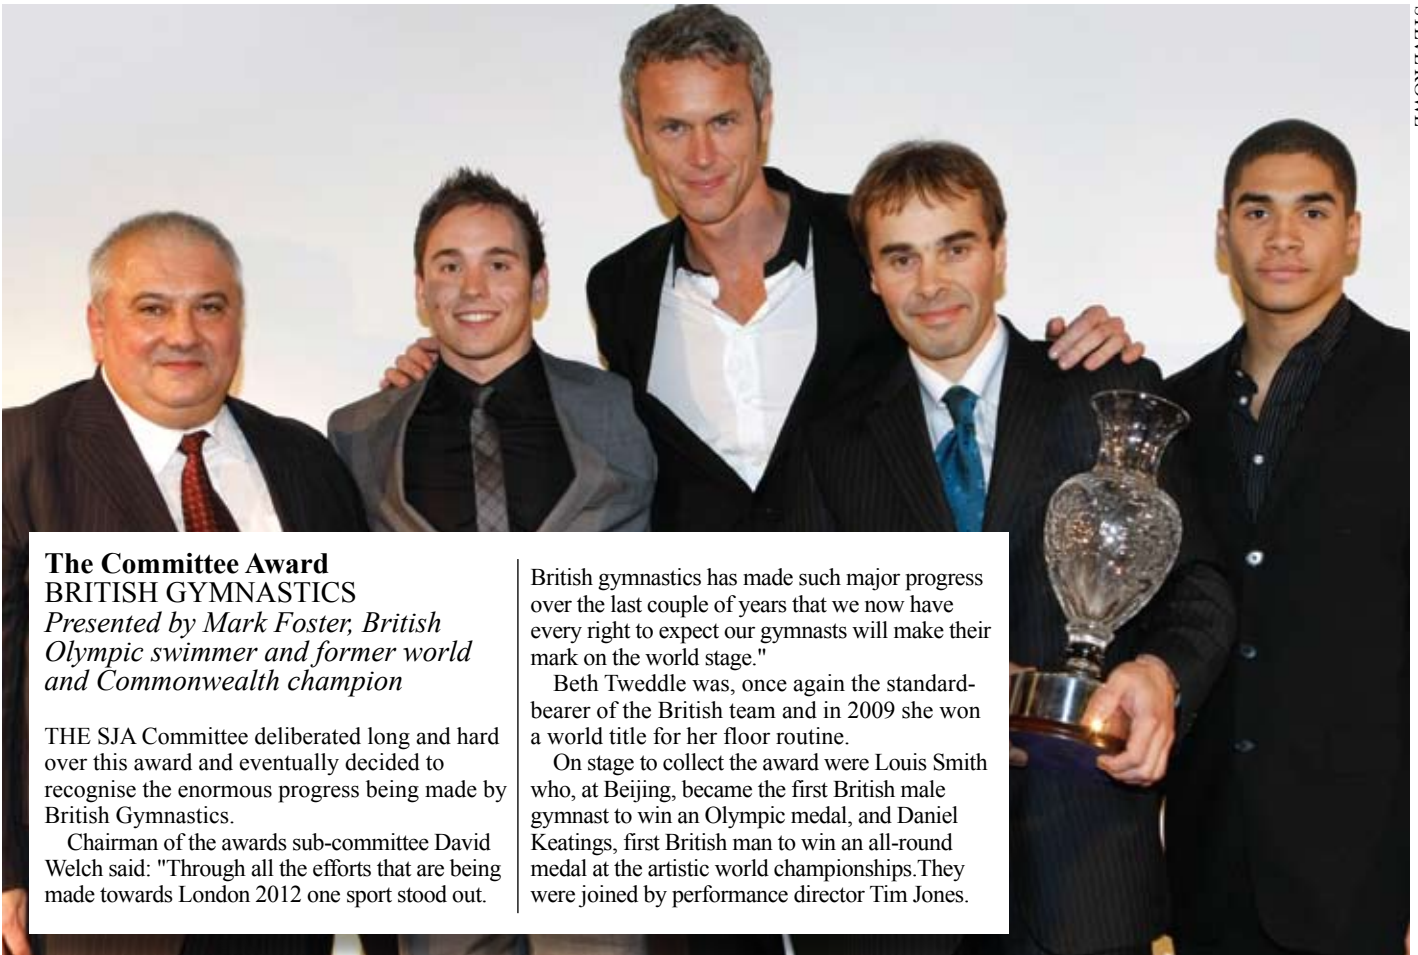 The Committee Award
BRITISH GYMNASTICS
Presented by Mark Foster, British
Olympic swimmer and former world
and Commonwealth champion
THE SJA Committee deliberated long and hard
over this award and eventually decided to
recognise the enormous progress being made by
British Gymnastics.
Chairman of the awards sub-committee David
Welch said: "Through all the efforts that are being
made towards London 2012 one sport stood out.
British gymnastics has made such major progress
over the last couple of years that we now have
every right to expect our gymnasts will make their
mark on the world stage."
Beth Tweddle was, once again the standard-
bearer of the British team and in 2009 she won
a world title for her floor routine.
On stage to collect the award were Louis Smith
who, at Beijing, became the first British male
gymnast to win an Olympic medal, and Daniel
Keatings, first British man to win an all-round
medal at the artistic world championships.They
were joined by performance director Tim Jones.